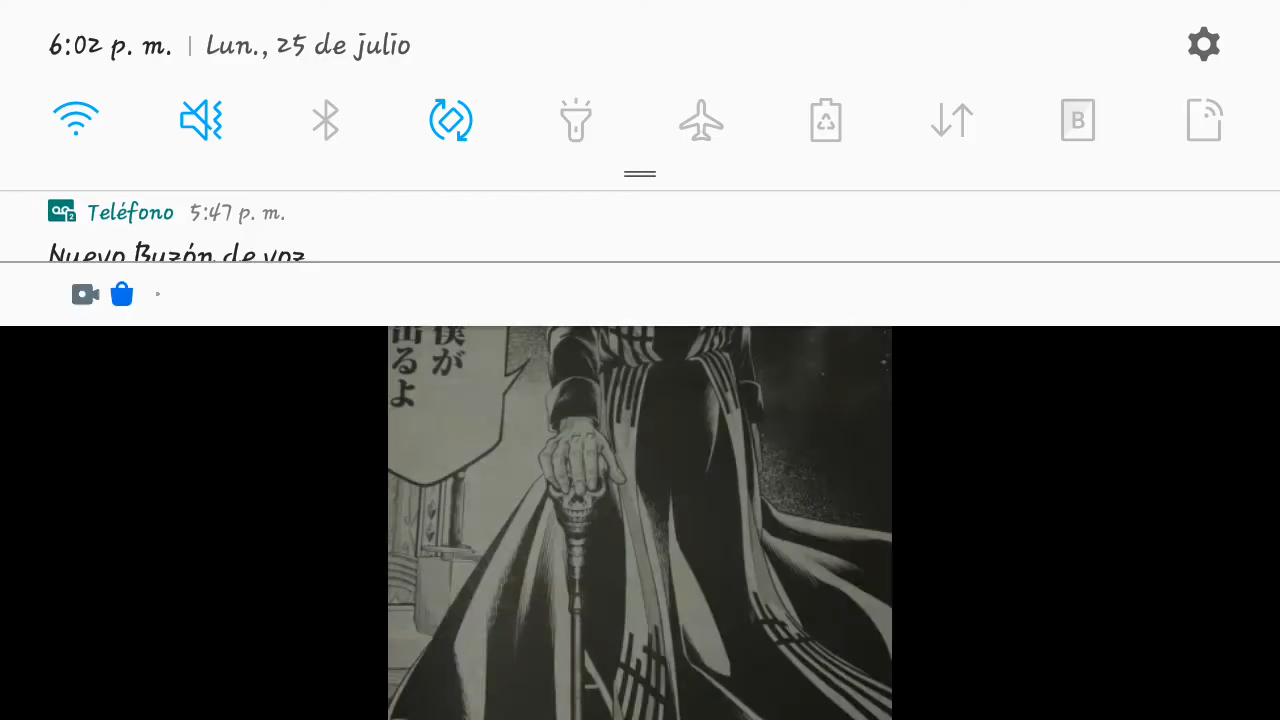 6:02 p. m. | Lun., 25 de julio
B
Teléfono 5:47 p. m.
Nuevo Buzón de voz
僕が
出るよ